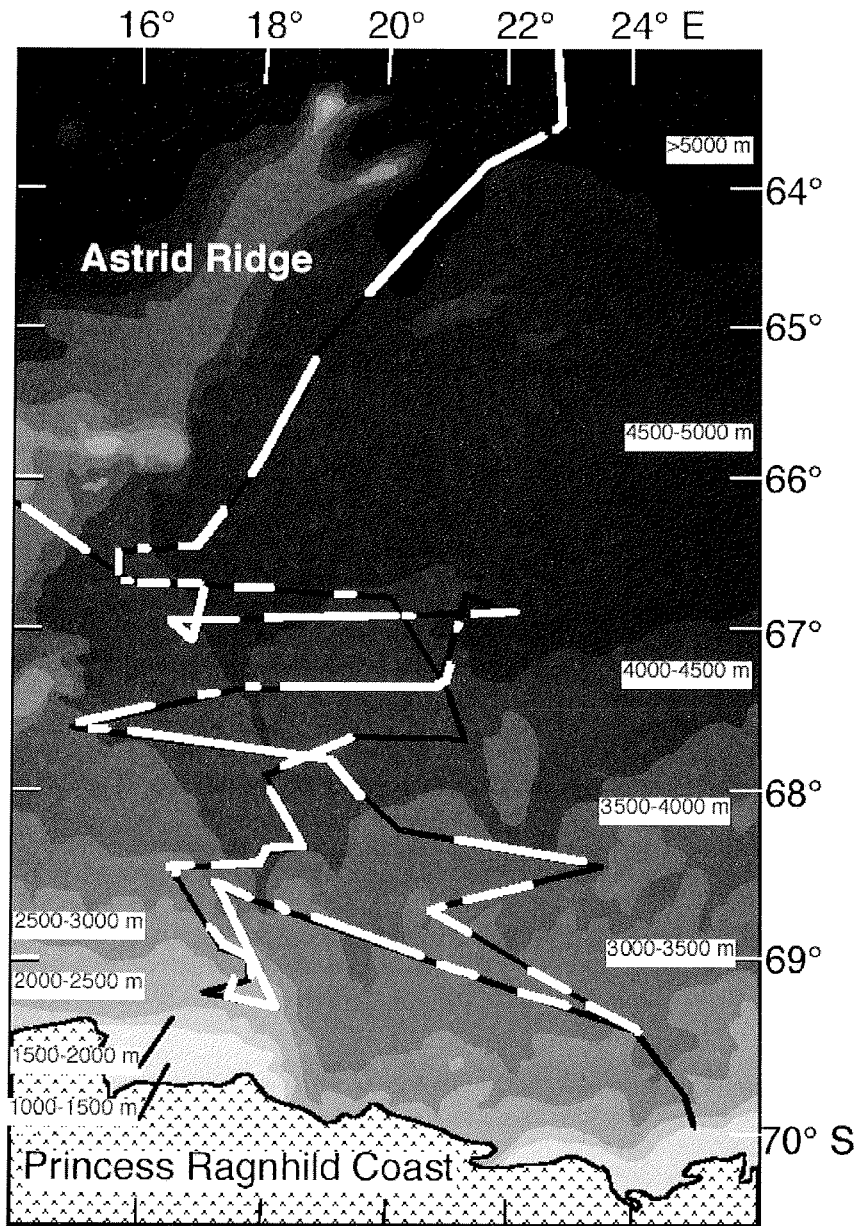 16° 18° 20° 22° 24° E
>5000 m
64°
Astrid Ridge
65°
4500-5000 m
66°
67°
4000-4500 m
68°
3500-4000 m
2500-3000 m
3000-3500 m
69°
2000-2500 m
1500-2000 m
1000-1500 m
70° S
Princess Ragnhild Coast